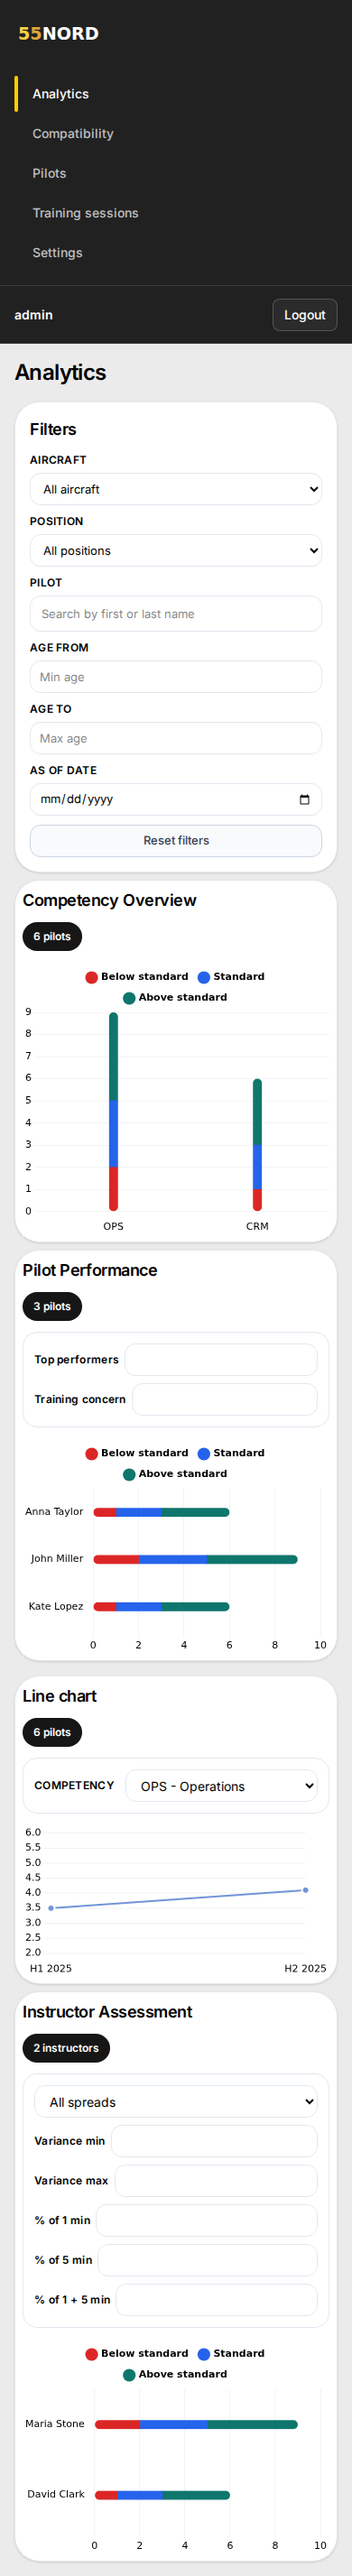 55NORD
Analytics
Compatibility
Pilots
Training sessions
Settings
admin
Logout
Analytics
Filters
AIRCRAFT
All aircraft
POSITION
All positions
PILOT
Search by first or last name
AGE FROM
Min age
AGE TO
Max age
AS OF DATE
mm/dd/yyyy
Reset filters
Competency Overview
6 pilots
Below standard Standard
Above standard
9
8
7
6
5
4
3
2
1
0
OPS CRM
Pilot Performance
3 pilots
Top performers
Training concern
Below standard Standard
Above standard
Anna Taylor
John Miller
Kate Lopez
0 2 4 6 8 10
Line chart
6 pilots
COMPETENCY OPS - Operations
6.0
5.5
5.0
4.5
4.0
3.5
3.0
2.5
2.0
H1 2025 H2 2025
Instructor Assessment
2 instructors
All spreads
Variance min
Variance max
% of 1 min
% of 5 min
% of 1 + 5 min
Below standard Standard
Above standard
Maria Stone
David Clark
0 2 4 6 8 10